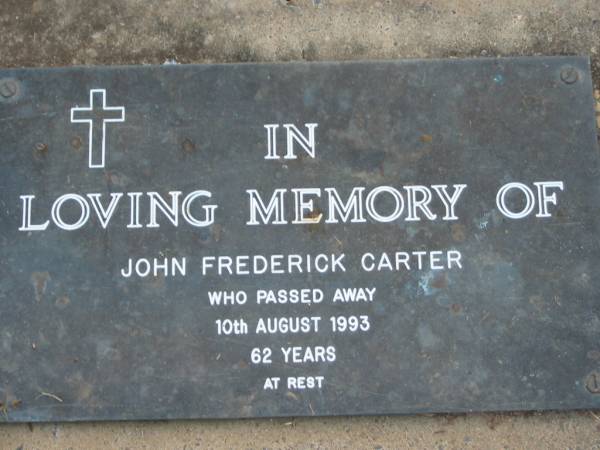 IN
LOVING MEMORY OF
JOHN FREDERICK CARTER
WHO PASSED AWAY
10th AUGUST 1993
62 YEARS
AT REST